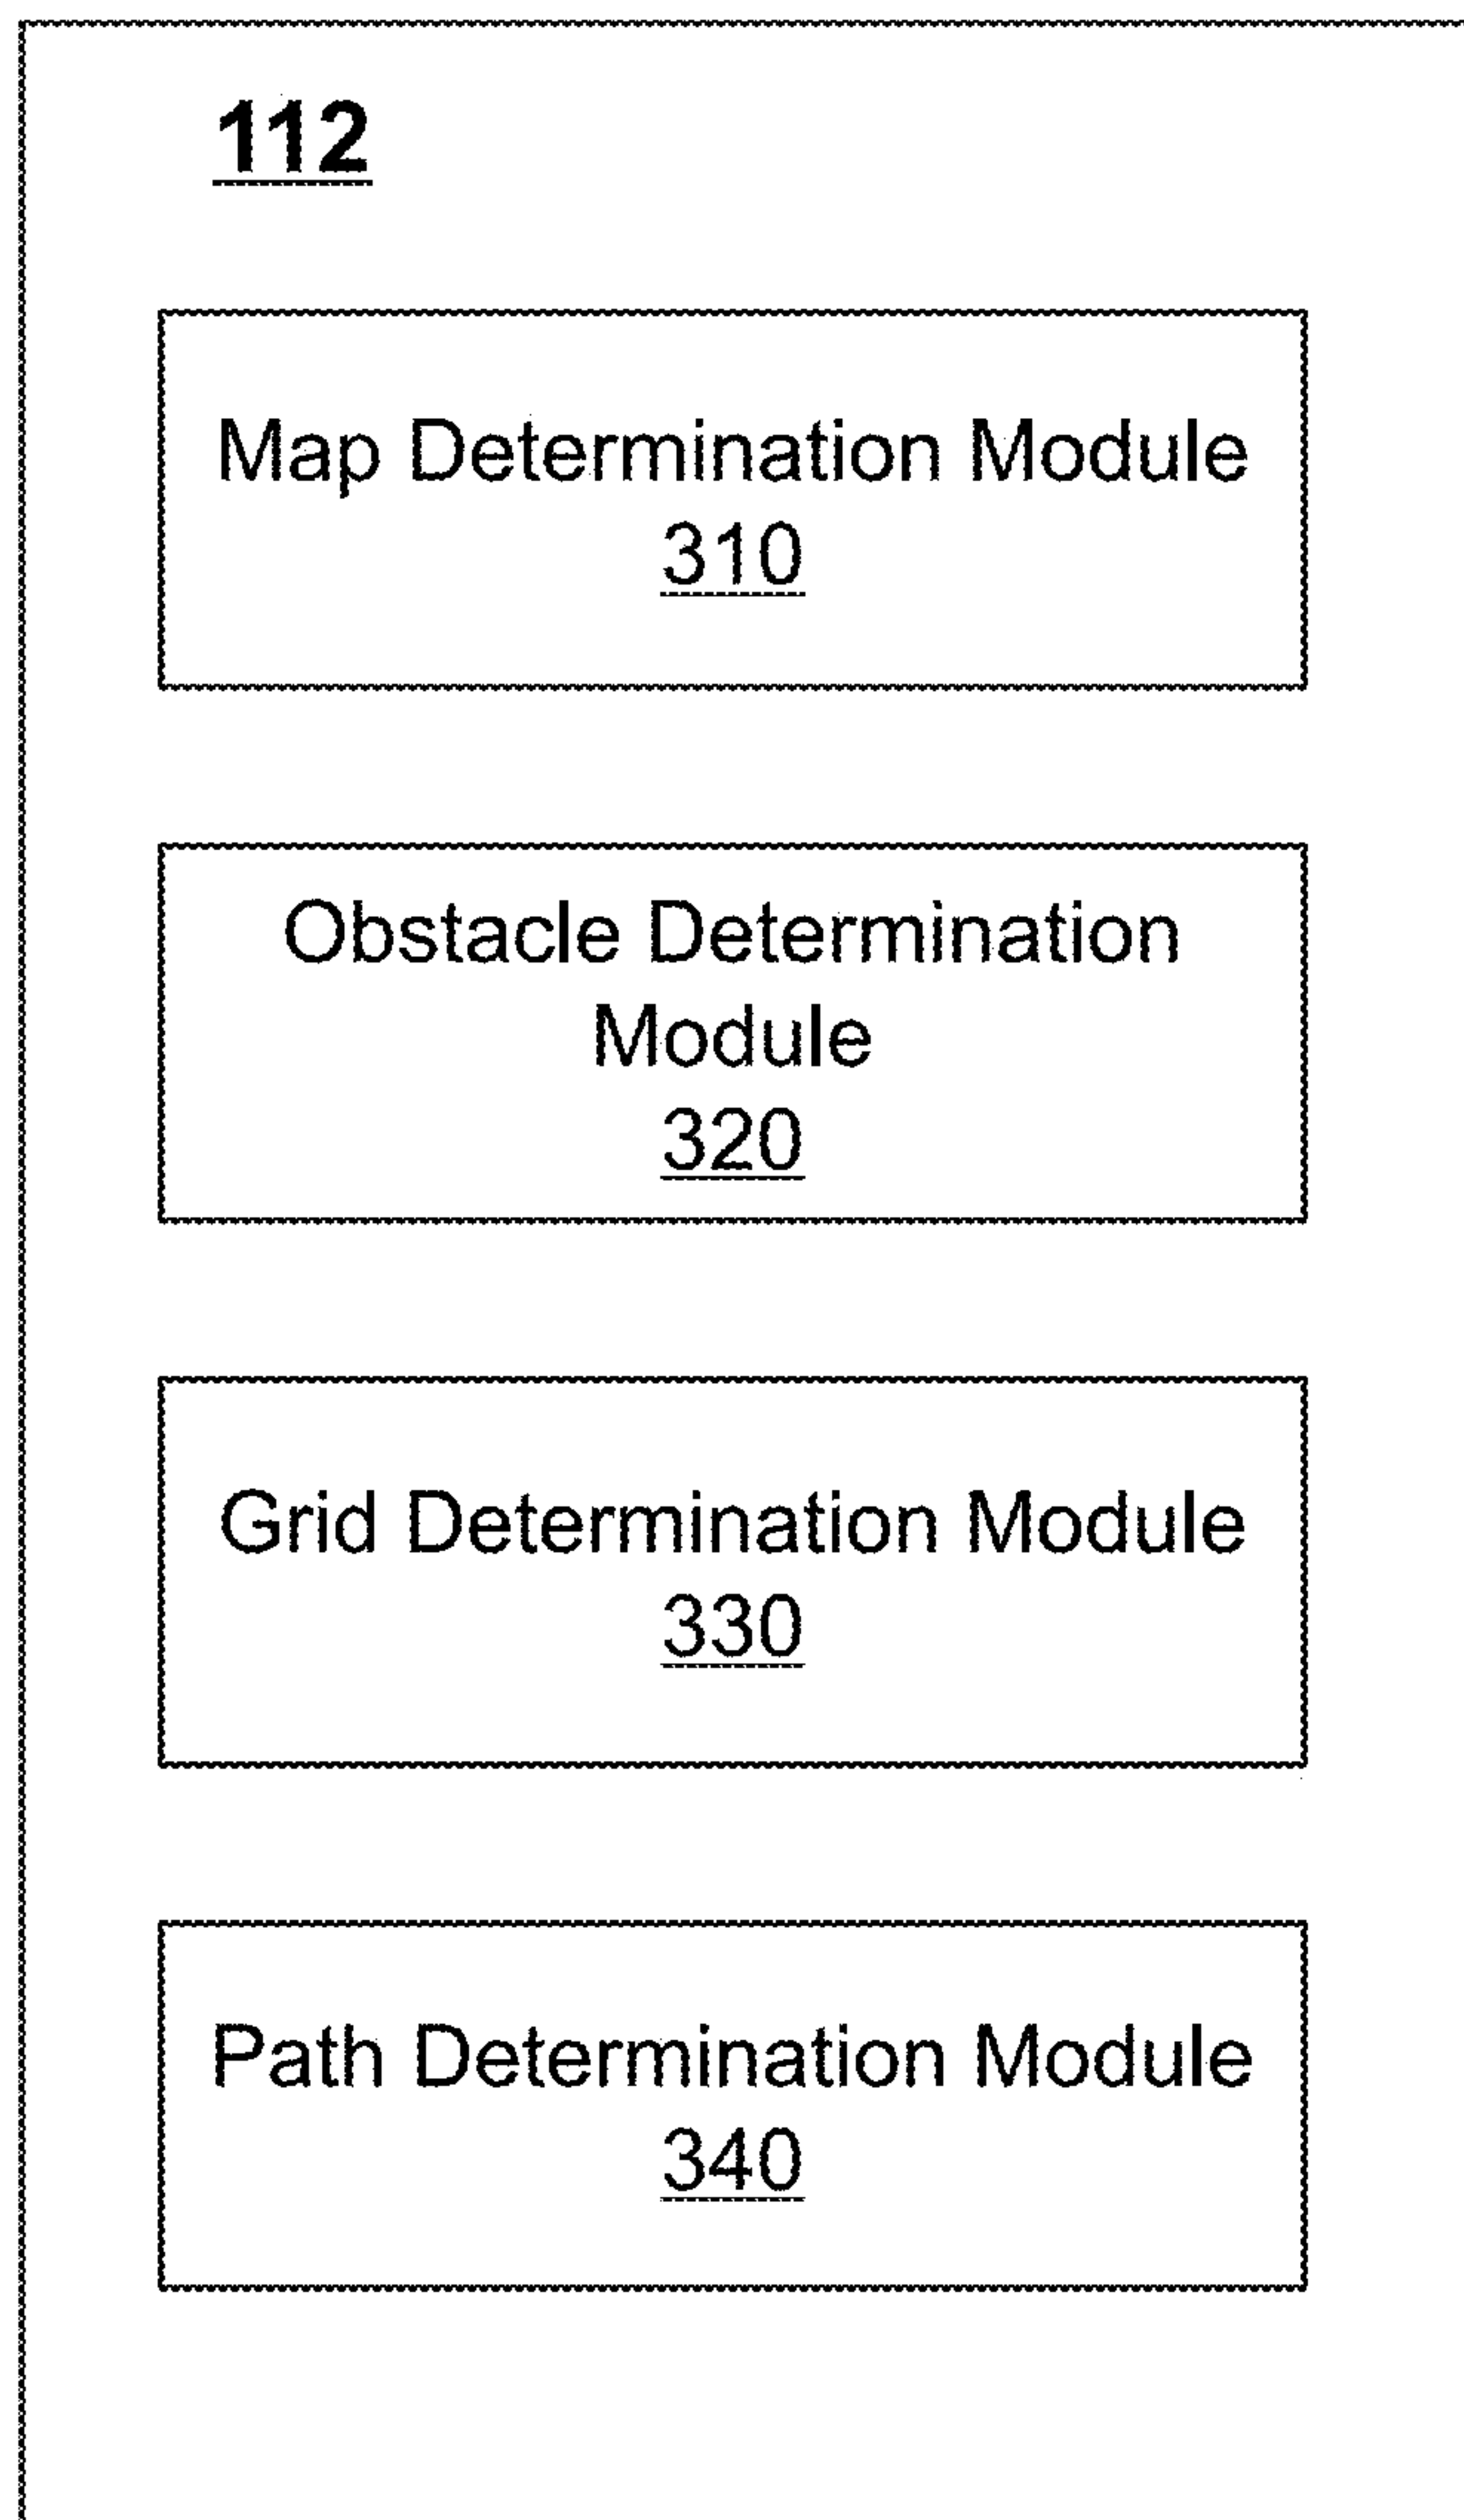 112
Map Determination Module
310
Obstacle Determination
Module
320
Grid Determination Module
330
Path Determination Module
340